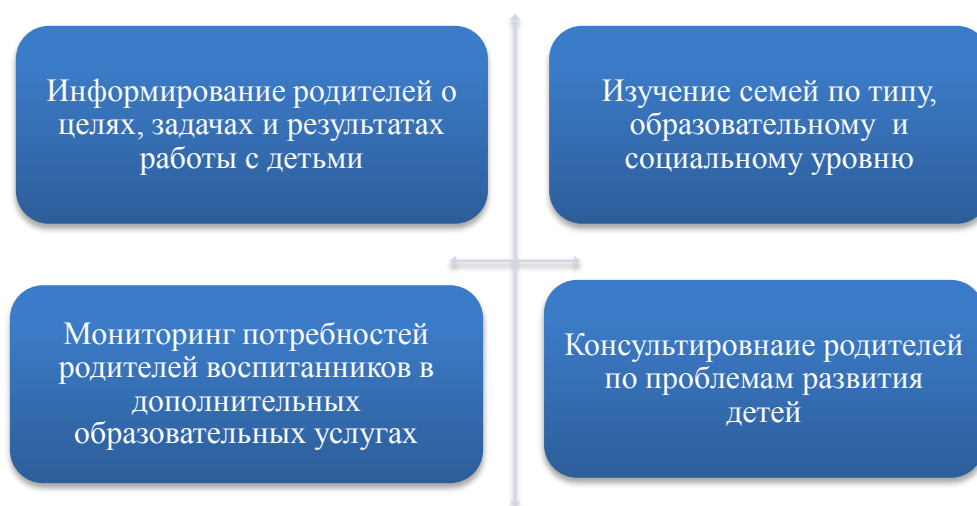 Информирование родителей о
целях, задачах и результатах
работы с детьми
Изучение семей по типу,
образовательному и
социальному уровню
Мониторинг потребностей
родителей воспитанников в
дополнительных
образовательных услугах
Консультировнаие родителей
по проблемам развития
детей